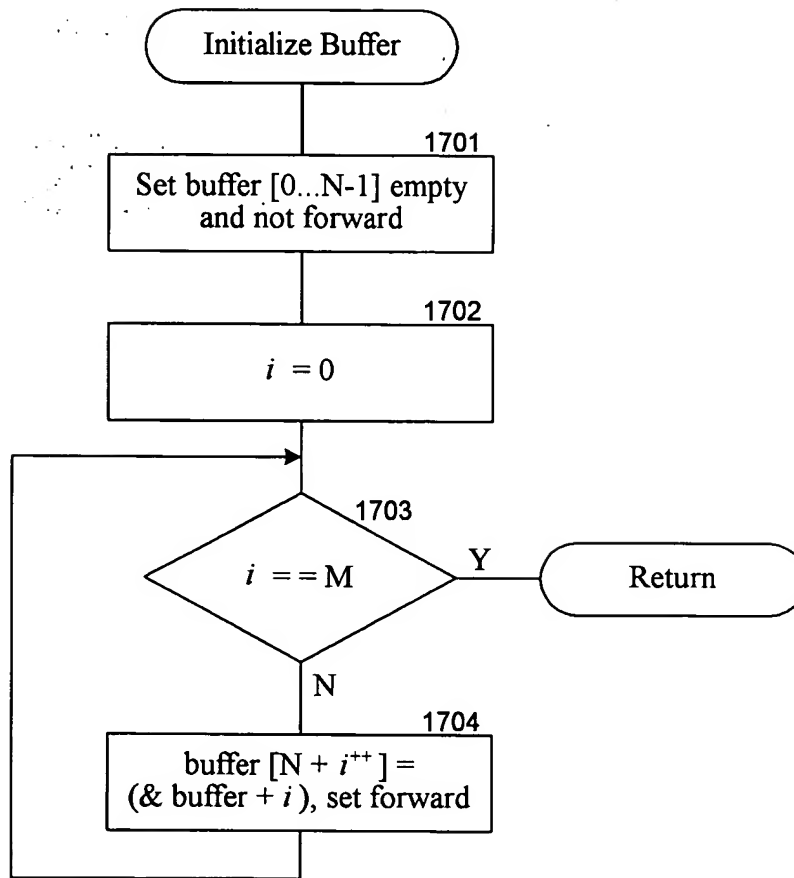 Initialize Buffer
1701
Set buffer [0...N-1] empty
and not forward
1702
i = 0
1703
i == M
Y
Return
N
1704
buffer [N + i++] =
(& buffer + i ), set forward